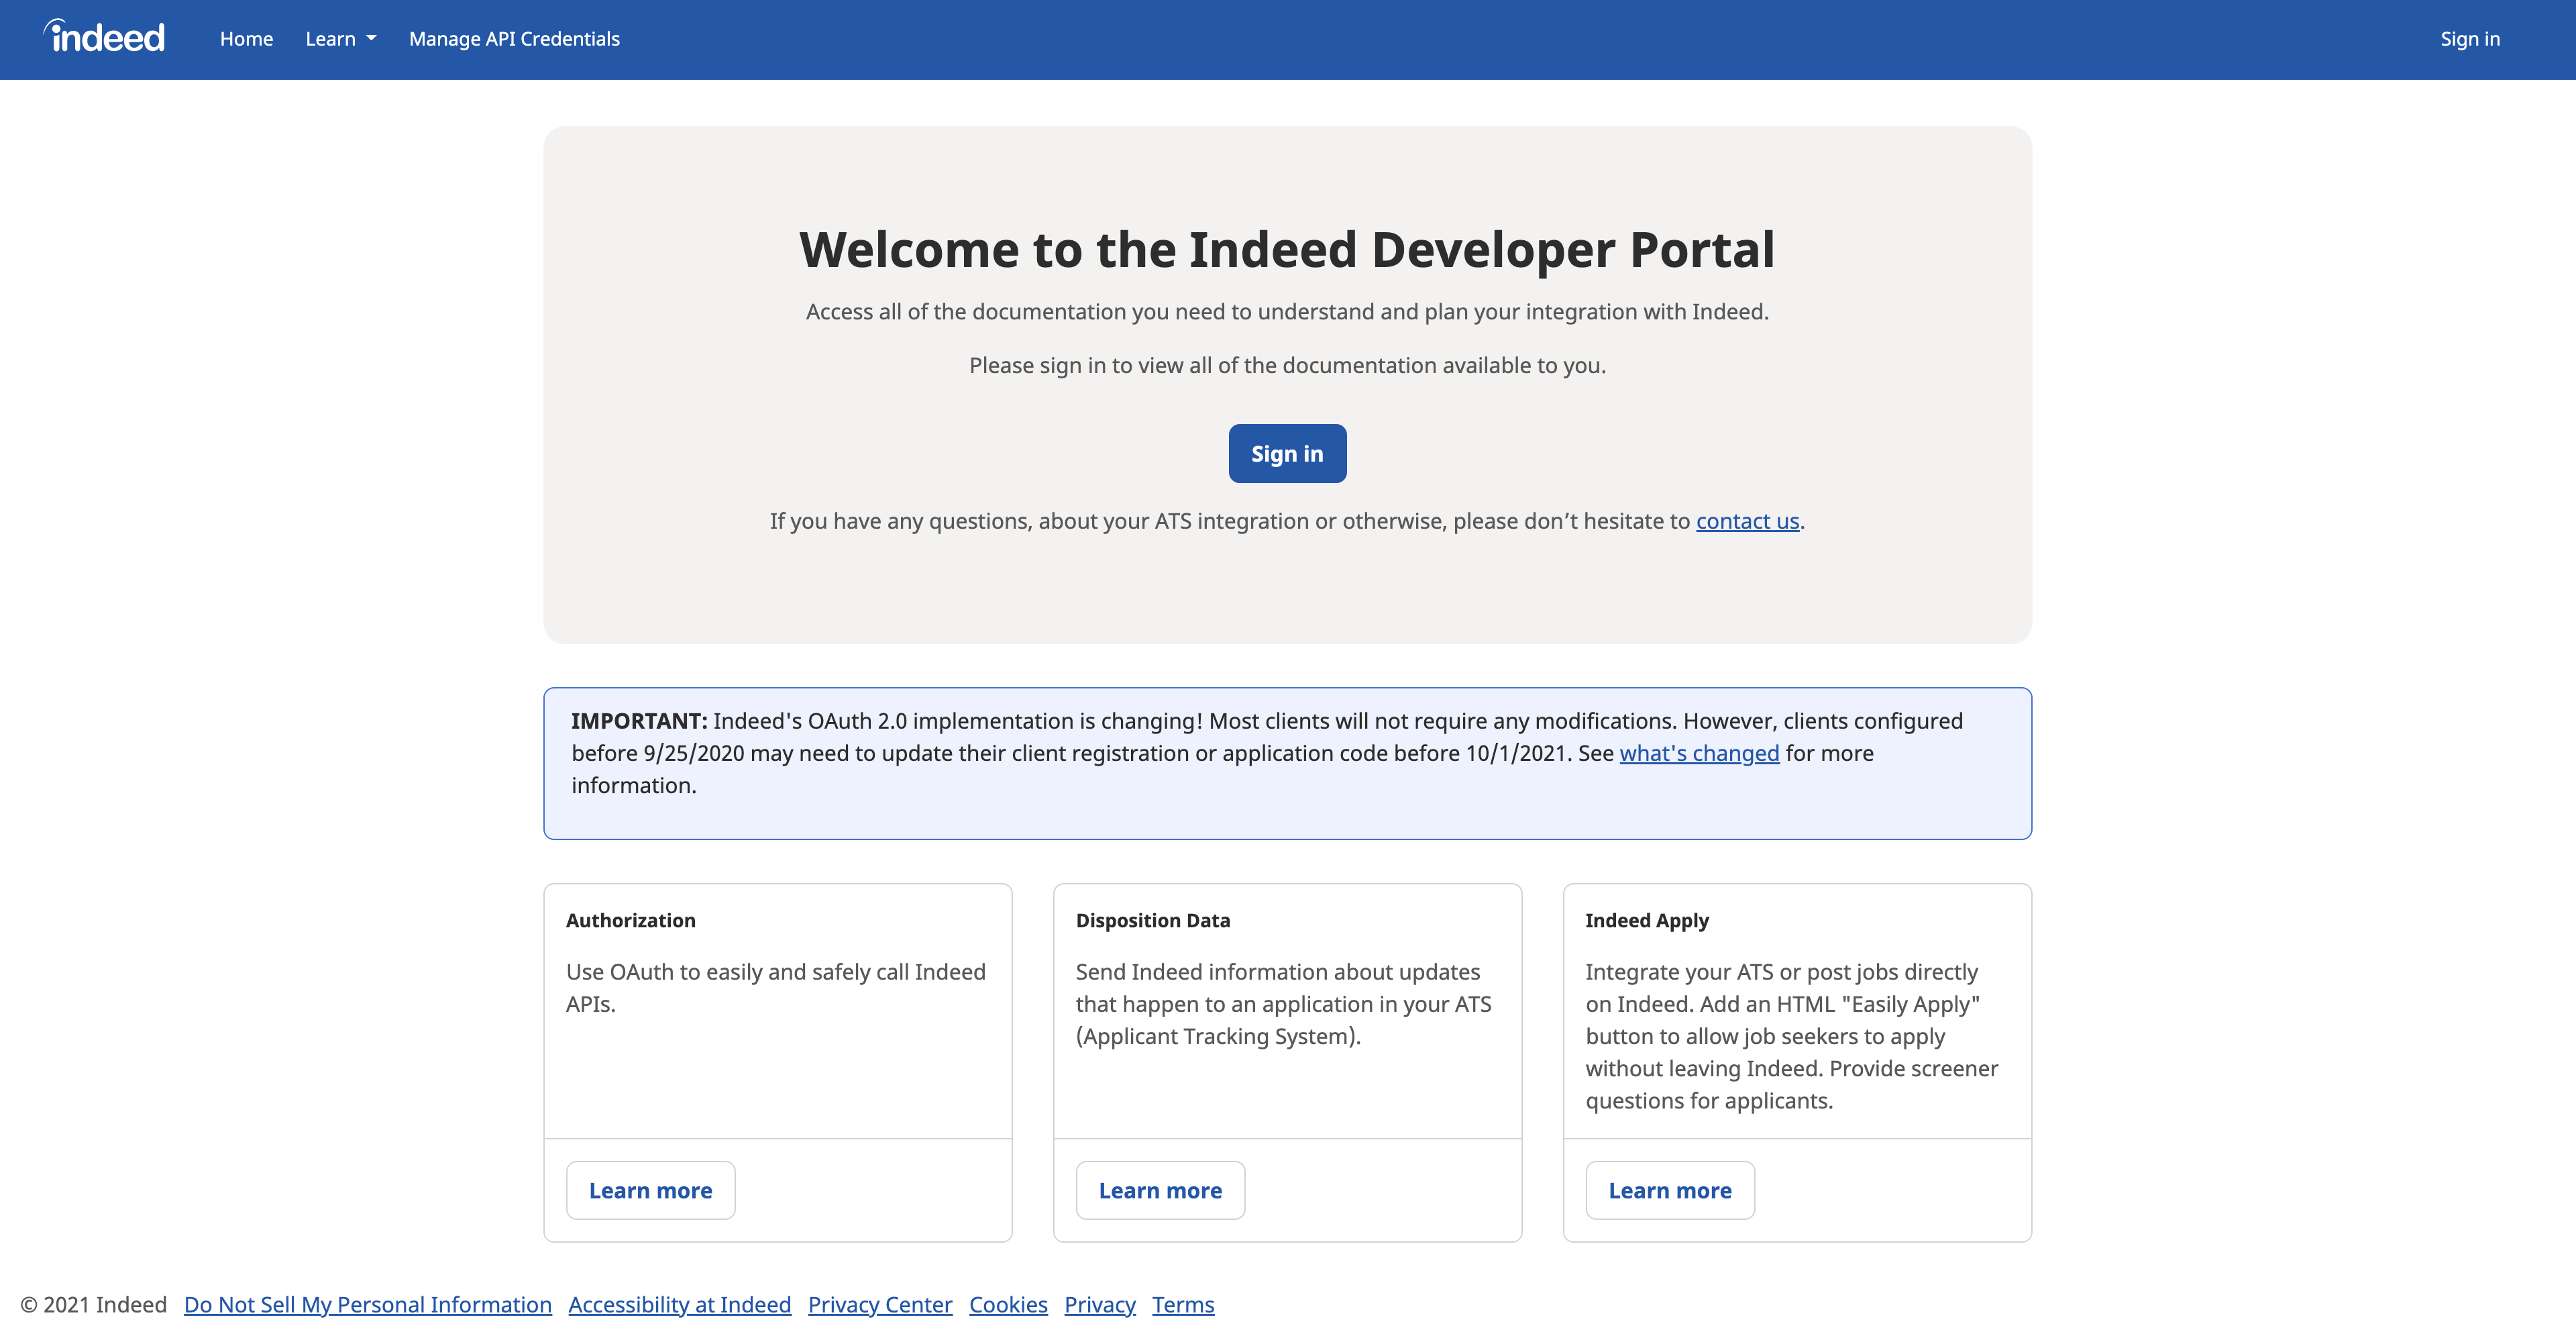 indeed
Home
Learn
Manage API Credentials
Sign in
Welcome to the Indeed Developer Portal
Access all of the documentation you need to understand and plan your integration with Indeed.
Please sign in to view all of the documentation available to you.
Sign in
If you have any questions, about your ATS integration or otherwise, please don’t hesitate to contact us.
IMPORTANT: Indeed's OAuth 2.0 implementation is changing! Most clients will not require any modifications. However, clients configured
before 9/25/2020 may need to update their client registration or application code before 10/1/2021. See what's changed for more
information.
Authorization
Use OAuth to easily and safely call Indeed
APIs.
Learn more
Disposition Data
Send Indeed information about updates
that happen to an application in your ATS
(Applicant Tracking System).
Learn more
Indeed Apply
Integrate your ATS or post jobs directly
on Indeed. Add an HTML "Easily Apply"
button to allow job seekers to apply
without leaving Indeed. Provide screener
questions for applicants.
Learn more
© 2021 Indeed Do Not Sell My Personal Information Accessibility at Indeed Privacy Center Cookies Privacy Terms